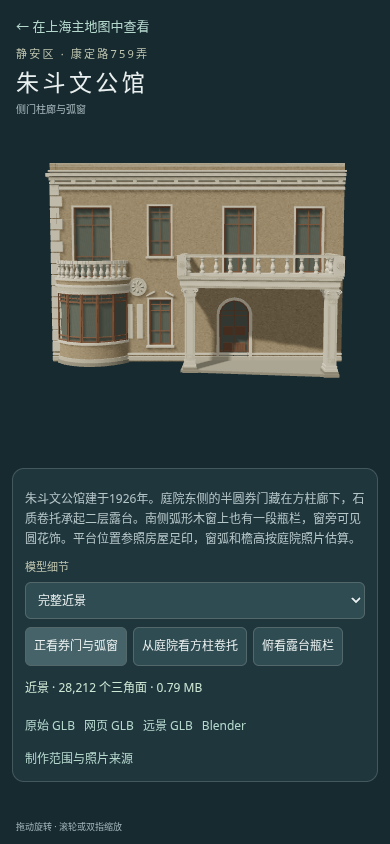 ← 在上海主地图中查看
静安区 · 康定路759弄
朱斗文公馆
侧门柱廊与弧窗
朱斗文公馆建于1926年。庭院东侧的半圆券门藏在方柱廊下，石
质卷托承起二层露台。南侧弧形木窗上也有一段瓶栏，窗旁可见
圆花饰。平台位置参照房屋足印，窗弧和檐高按庭院照片估算。
模型细节
完整近景
正看券门与弧窗 从庭院看方柱卷托 俯看露台瓶栏
近景 · 28,212 个三角面 · 0.79 MB
原始 GLB 网页 GLB 远景 GLB Blender
制作范围与照片来源
拖动旋转 · 滚轮或双指缩放